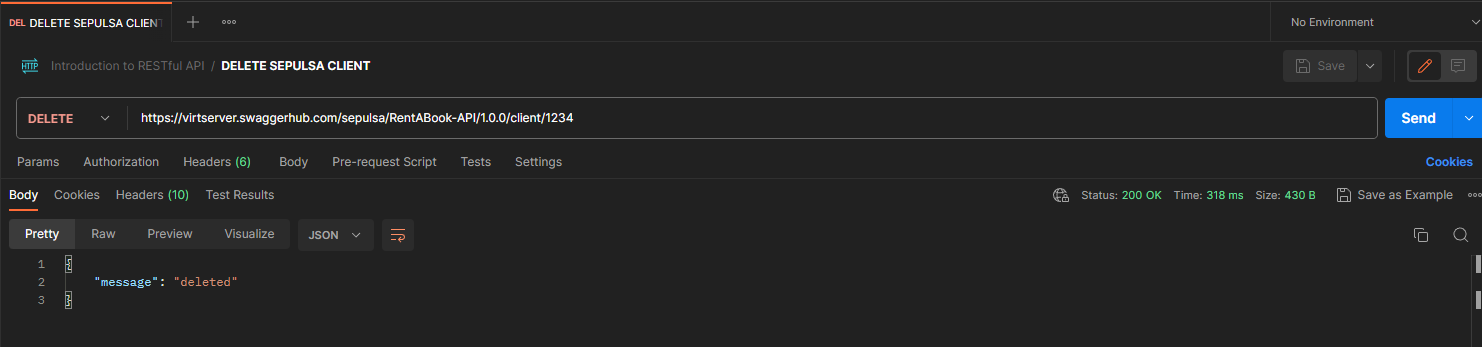 DEL DELETE SEPULSA CLIENT + ooo No Environment
HTTP Introduction to RESTful API / DELETE SEPULSA CLIENT Save
DELETE https://virtserver.swaggerhub.com/sepulsa/RentABook-API/1.0.0/client/1234 Send
Params Authorization Headers (6) Body Pre-request Script Tests Settings Cookies
Body Cookies Headers (10) Test Results Status: 200 OK Time: 318 ms Size: 430 B Save as Example ooo
Pretty Raw Preview Visualize JSON
1 {
2 "message": "deleted"
3 }